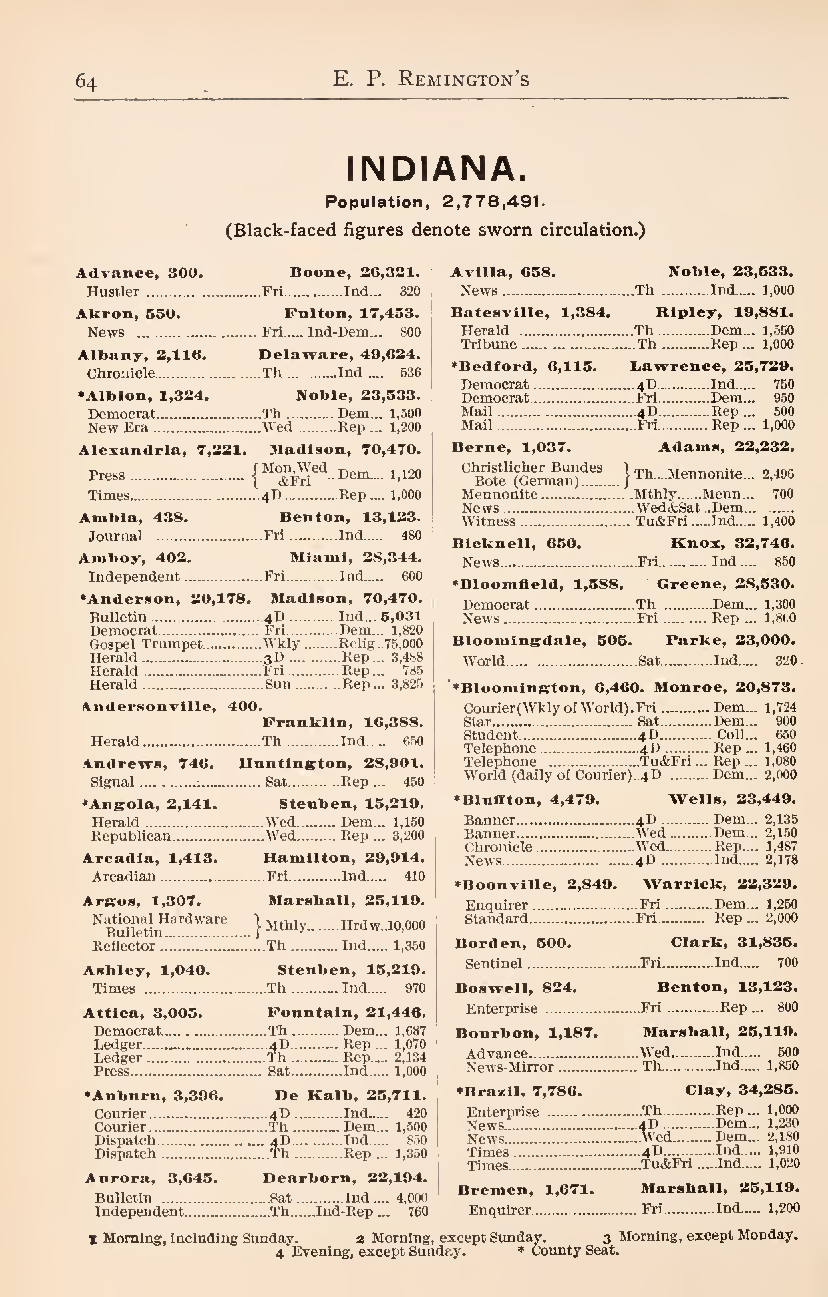 64
E. P. REMINGTON'S
INDIANA.
Population, 2,778,491.
(Black-faced figures denote sworn circulation.)
Advance, 300. Boone, 26,321.
Hustler ..... Fri ..... Ind ... 320
Akron, 550. Fulton, 17,453.
News ..... Fri ..... Ind-Dem ... 800
Albany, 2,116. Delaware, 49,624.
Chronicle ..... Th ..... Ind .... 536
*Albion, 1,324. Noble, 23,533.
Democrat ..... Th ..... Dem ... 1,500
New Era ..... Wed ..... Rep ... 1,200
Alexandria, 7,221. Madison, 70,470.
Press ..... { Mon, Wed &Fri .. Dem .... 1,120
Times ..... 4D ..... Rep .... 1,000
Ambia, 438. Benton, 13,123.
Journal ..... Fri ..... Ind .... 480
Amboy, 402. Miami, 28,344.
Independent ..... Fri ..... Ind .... 600
*Anderson, 20,178. Madison, 70,470.
Bulletin ..... 4D ..... Ind ... 5,031
Democrat ..... Fri ..... Dem ... 1,820
Gospel Trumpet ..... Wkly ..... Relig .. 75,000
Herald ..... 3D ..... Rep ... 3,488
Herald ..... Fri ..... Rep ... 785
Herald ..... Sun ..... Rep ... 3,825
Andersonville, 400.
Franklin, 16,388.
Herald ..... Th ..... Ind .... 650
Andrews, 746. Huntington, 28,901.
Signal ..... Sat ..... Rep ... 450
*Angola, 2,141. Steuben, 15,219.
Herald ..... Wed ..... Dem ... 1,150
Republican ..... Wed ..... Rep ... 3,200
Arcadia, 1,413. Hamilton, 29,914.
Arcadian ..... Fri ..... Ind .... 410
Argos, 1,307. Marshall, 25,119.
National Hardware
Bulletin ..... } Mthly ..... Hrdw .. 10,000
Reflector ..... Th ..... Ind .... 1,350
Ashley, 1,040. Steuben, 15,219.
Times ..... Th ..... Ind .... 970
Attica, 3,005. Fountain, 21,446.
Democrat ..... Th ..... Dem ... 1,687
Ledger ..... 4D ..... Rep ... 1,070
Ledger ..... Th ..... Rep .... 2,134
Press ..... Sat ..... Ind .... 1,000
*Auburn, 3,396. De Kalb, 25,711.
Courier ..... 4D ..... Ind .... 420
Courier ..... Th ..... Dem ... 1,500
Dispatch ..... 4D ..... Ind .... 850
Dispatch ..... Th ..... Rep ... 1,350
Aurora, 3,645. Dearborn, 22,194.
Bulletin ..... Sat ..... Ind .... 4,000
Independent ..... Th ..... Ind-Rep ... 760
Avilla, 658. Noble, 23,533.
News ..... Th ..... Ind .... 1,000
Batesville, 1,384. Ripley, 19,881.
Herald ..... Th ..... Dem ... 1,550
Tribune ..... Th ..... Rep ... 1,000
*Bedford, 6,115. Lawrence, 25,729.
Democrat ..... 4D ..... Ind .... 750
Democrat ..... Fri ..... Dem ... 950
Mail ..... 4D ..... Rep ... 500
Mail ..... Fri ..... Rep ... 1,000
Berne, 1,037. Adams, 22,232.
Christlicher Bundes
Bote (German) ..... } Th .... Mennonite ... 2,496
Mennonite ..... Mthly ..... Menn ... 700
News ..... Wed&Sat .. Dem ... ......
Witness ..... Tu&Fri ..... Ind .... 1,400
Bicknell, 650. Knox, 32,746.
News ..... Fri ..... Ind .... 850
*Bloomfield, 1,588. Greene, 28,530.
Democrat ..... Th ..... Dem ... 1,300
News ..... Fri ..... Rep ... 1,800
Bloomingdale, 505. Parke, 23,000.
World ..... Sat ..... Ind .... 320
*Bloomington, 6,460. Monroe, 20,873.
Courier (Wkly of World). Fri ..... Dem ... 1,724
Star ..... Sat ..... Dem ... 900
Student ..... 4D ..... Coll ... 650
Telephone ..... 4D ..... Rep ... 1,460
Telephone ..... Tu&Fri ... Rep ... 1,080
World (daily of Courier) .. 4D ..... Dem ... 2,000
*Bluffton, 4,479. Wells, 23,449.
Banner ..... 4D ..... Dem ... 2,135
Banner ..... Wed ..... Dem ... 2,150
Chronicle ..... Wed ..... Rep .... 1,487
News ..... 4D ..... Ind .... 2,178
*Boonville, 2,849. Warrick, 22,329.
Enquirer ..... Fri ..... Dem ... 1,250
Standard ..... Fri ..... Rep ... 2,000
Borden, 500. Clark, 31,835.
Sentinel ..... Fri ..... Ind .... 700
Boswell, 824. Benton, 13,123.
Enterprise ..... Fri ..... Rep ... 800
Bourbon, 1,187. Marshall, 25,119.
Advance ..... Wed ..... Ind .... 500
News-Mirror ..... Th ..... Ind .... 1,850
*Brazil, 7,786. Clay, 34,285.
Enterprise ..... Th ..... Rep ... 1,000
News ..... 4D ..... Dem ... 1,230
News ..... Wed ..... Dem ... 2,180
Times ..... 4D ..... Ind .... 1,910
Times ..... Tu&Fri ..... Ind .... 1,020
Bremen, 1,671. Marshall, 25,119.
Enquirer ..... Fri ..... Ind .... 1,200
1 Morning, including Sunday. 2 Morning, except Sunday. 3 Morning, except Monday.
4 Evening, except Sunday. * County Seat.